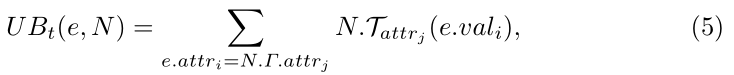 $UB_t(e, N) = \sum_{e.attr_i = N.\Gamma.attr_j} N.\mathcal{T}_{attr_j}(e.val_i),$ (5)